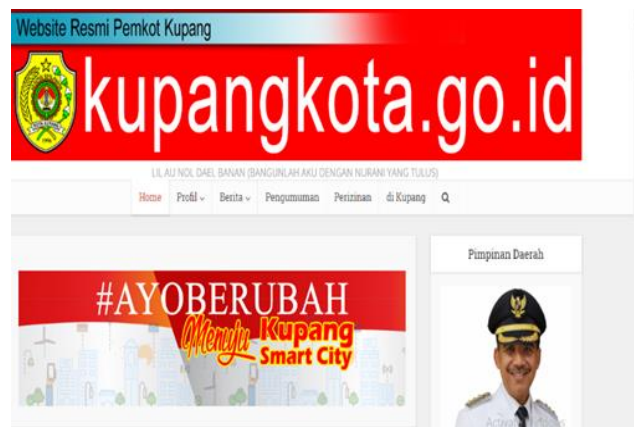 Website Resmi Pemkot Kupang
kupangkota.go.id
LIL AU NOL DAEL BANAN (BANGUNLAH AKU DENGAN NURANI YANG TULUS)
Home Profil Berita Pengumuman Perizinan di Kupang
Pimpinan Daerah
#AYOBERUBAH
Menuju Kupang
Smart City